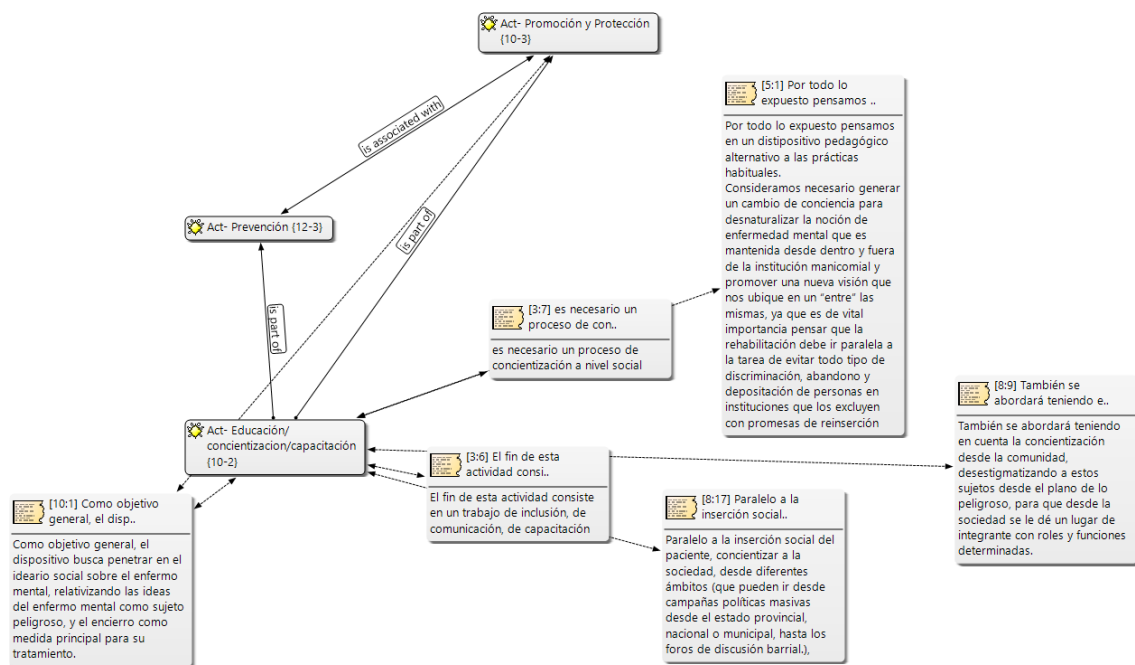 Act- Promoción y Protección
{10-3}
is associated with
Act- Prevención {12-3}
is part of
is part of
[5:1] Por todo lo
expuesto pensamos ..
Por todo lo expuesto pensamos
en un distipositivo pedagógico
alternativo a las prácticas
habituales.
Consideramos necesario generar
un cambio de conciencia para
desnaturalizar la noción de
enfermedad mental que es
mantenida desde dentro y fuera
de la institución manicomial y
promover una nueva visión que
nos ubique en un “entre” las
mismas, ya que es de vital
importancia pensar que la
rehabilitación debe ir paralela a
la tarea de evitar todo tipo de
discriminación, abandono y
depositación de personas en
instituciones que los excluyen
con promesas de reinserción
[3:7] es necesario un
proceso de con..
es necesario un proceso de
concientización a nivel social
Act- Educación/
concientizacion/capacitación
{10-2}
[3:6] El fin de esta
actividad consi..
El fin de esta actividad consiste
en un trabajo de inclusión, de
comunicación, de capacitación
[8:9] También se
abordará teniendo e..
También se abordará teniendo
en cuenta la concientización
desde la comunidad,
desestigmatizando a estos
sujetos desde el plano de lo
peligroso, para que desde la
sociedad se le dé un lugar de
integrante con roles y funciones
determinadas.
[10:1] Como objetivo
general, el disp..
Como objetivo general, el
dispositivo busca penetrar en el
ideario social sobre el enfermo
mental, relativizando las ideas
del enfermo mental como sujeto
peligroso, y el encierro como
medida principal para su
tratamiento.
[8:17] Paralelo a la
inserción social..
Paralelo a la inserción social del
paciente, concientizar a la
sociedad, desde diferentes
ámbitos (que pueden ir desde
campañas políticas masivas
desde el estado provincial,
nacional o municipal, hasta los
foros de discusión barrial.),